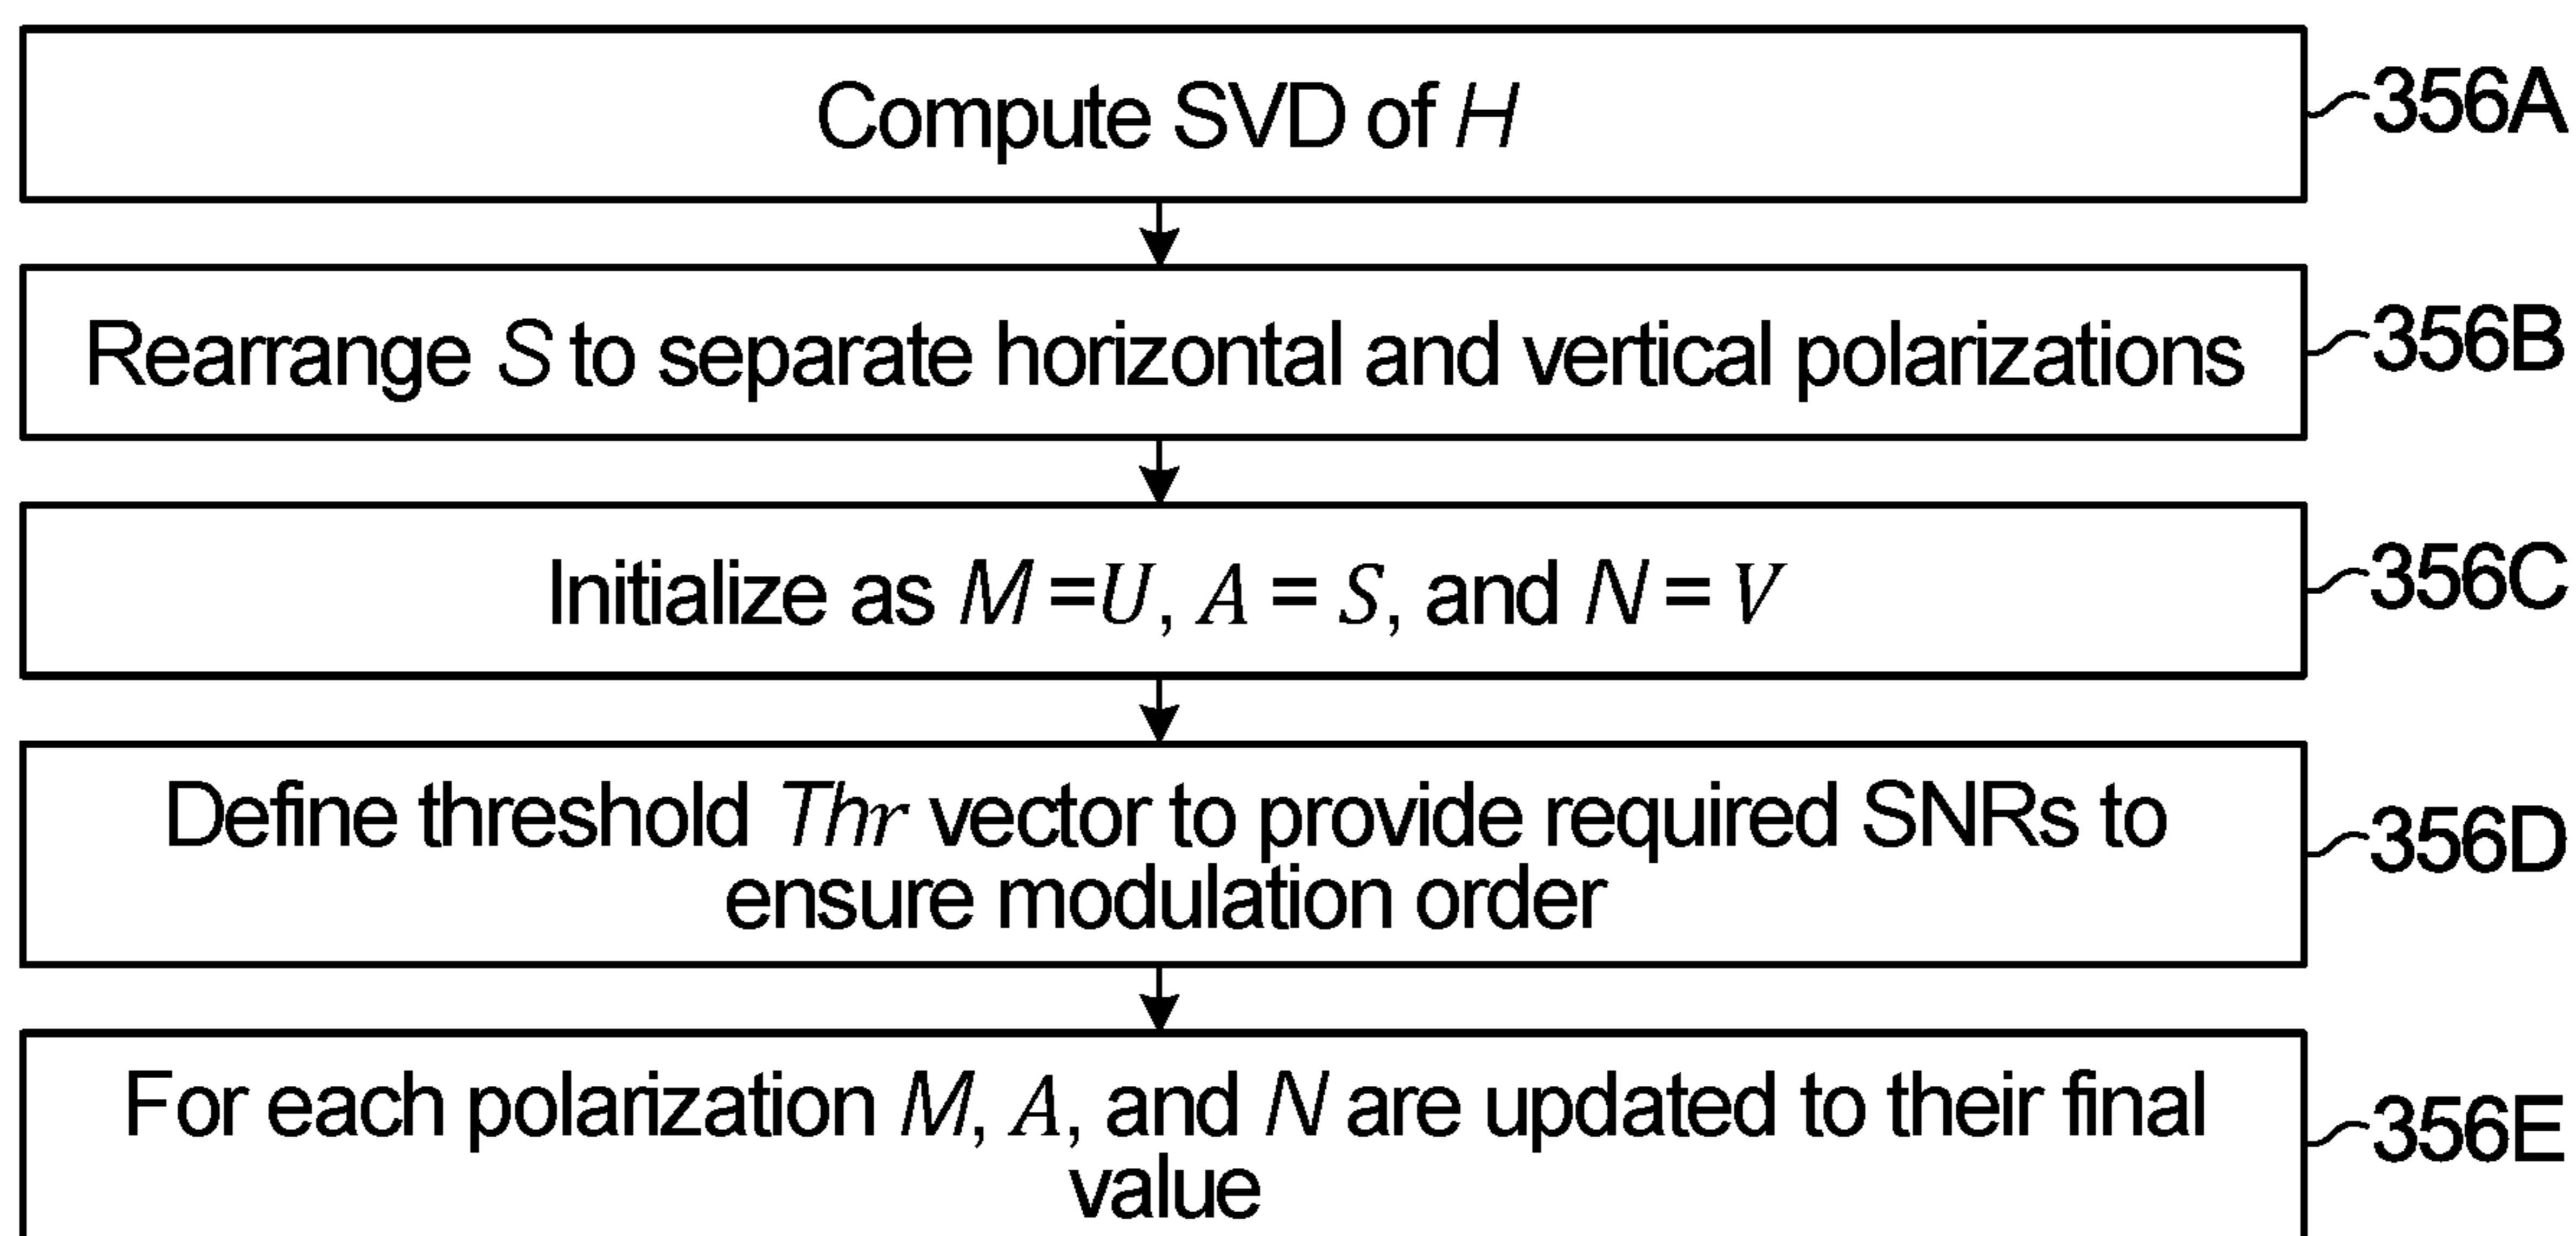 Compute SVD of H
356A
Rearrange S to separate horizontal and vertical polarizations
356B
Initialize as M =U, A = S, and N = V
356C
Define threshold Thr vector to provide required SNRs to
ensure modulation order
356D
For each polarization M, A, and N are updated to their final
value
356E